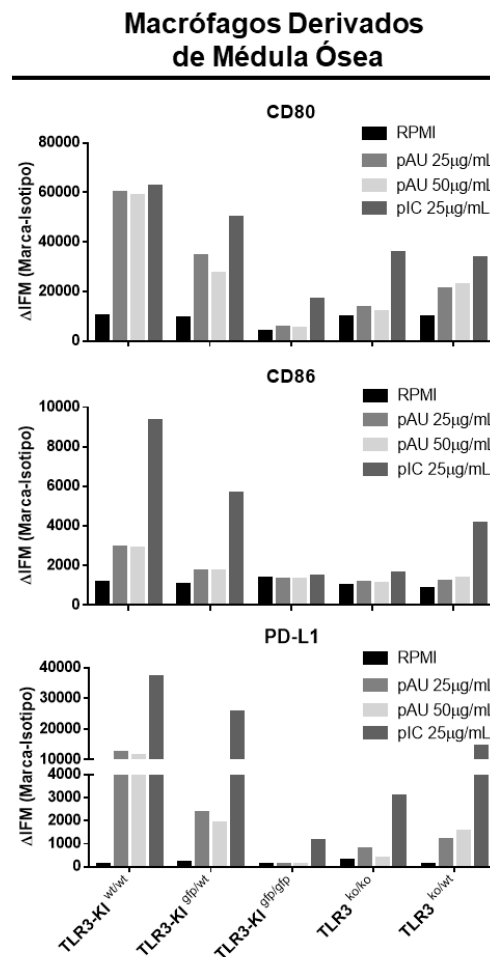 Macrófagos Derivados
de Médula Ósea
CD80
RPMI
pAU 25µg/mL
pAU 50µg/mL
pIC 25µg/mL
ΔIFM (Marca-Isotipo)
80000
60000
40000
20000
0
CD86
RPMI
pAU 25µg/mL
pAU 50µg/mL
pIC 25µg/mL
ΔIFM (Marca-Isotipo)
10000
8000
6000
4000
2000
0
PD-L1
RPMI
pAU 25µg/mL
pAU 50µg/mL
pIC 25µg/mL
ΔIFM (Marca-Isotipo)
40000
30000
20000
10000
4000
3000
2000
1000
0
TLR3-KI wt/wt
TLR3-KI gfp/wt
TLR3-KI gfp/gfp
TLR3 ko/ko
TLR3 ko/wt